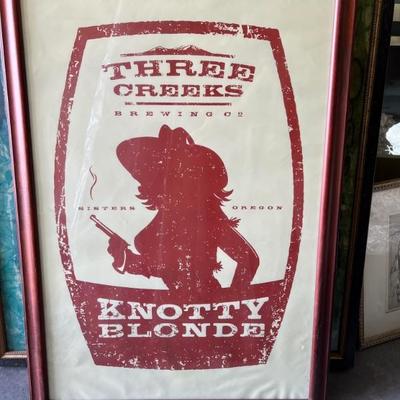 THREE
CREEKS
BREWING CO
SISTERS OREGON
KNOTTY
BLONDE